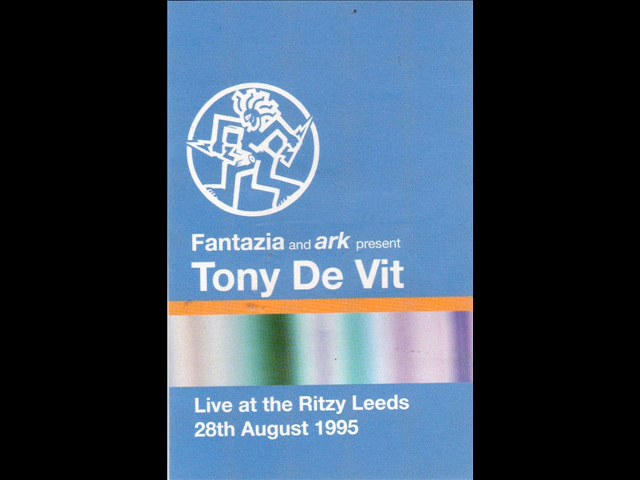 Fantazia and ark present
Tony De Vit
Live at the Ritzy Leeds
28th August 1995